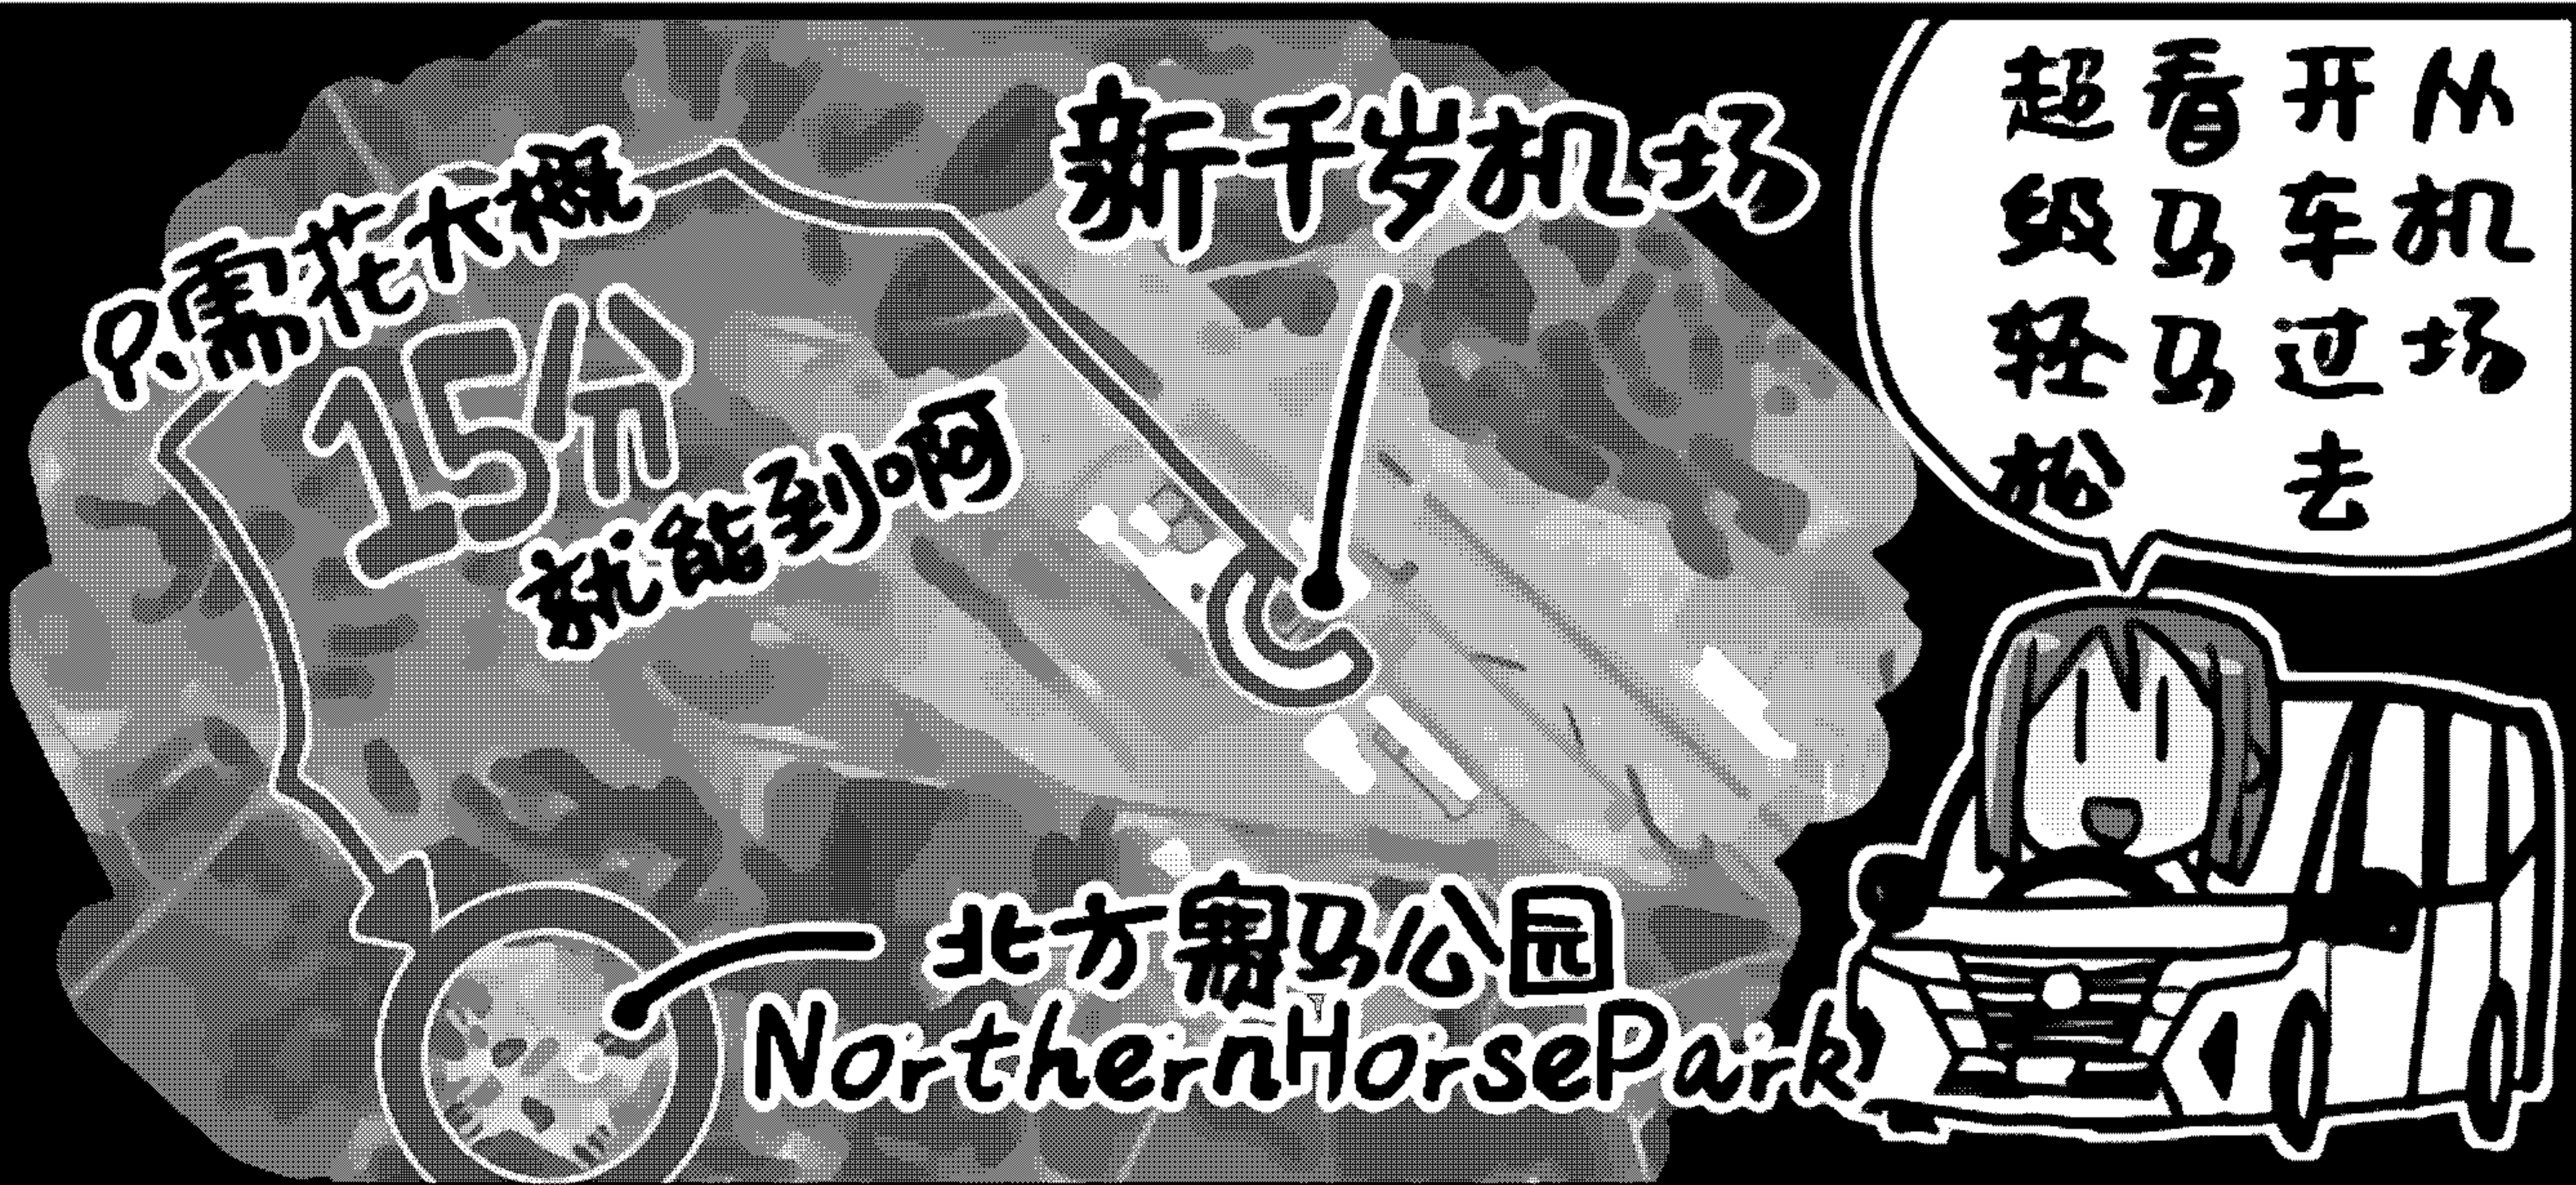 从机场
开车过去
看马马
超级轻松
新千岁机场
只需花大概
15分
就能到啊
北方赛马公园
NorthernHorsePark